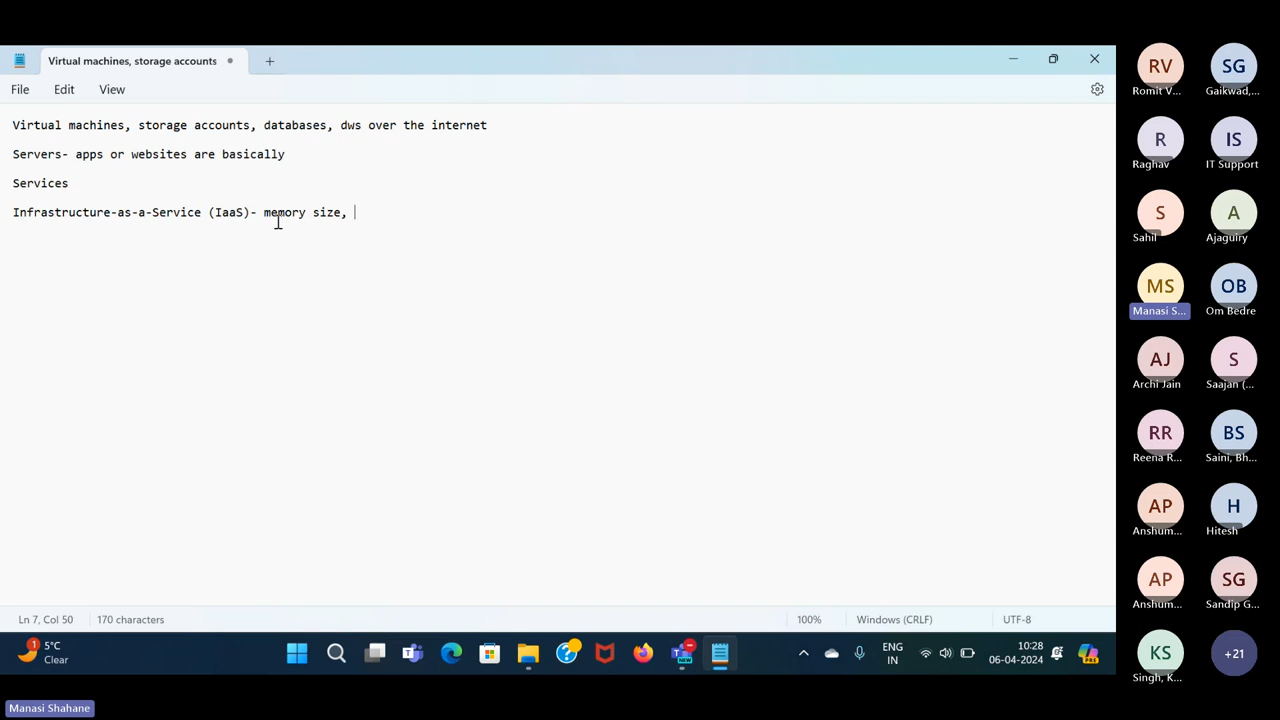 Virtual machines, storage accounts
File Edit View
Virtual machines, storage accounts, databases, dws over the internet
Servers- apps or websites are basically
Services
Infrastructure-as-a-Service (IaaS)- memory size,
Ln 7, Col 50 170 characters 100% Windows (CRLF) UTF-8
1 5°C
Clear
NEW
ENG
IN
10:28
06-04-2024
PRE
Manasi Shahane
RV SG
Romit V... Gaikwad,...
R IS
Raghav IT Support
S A
Sahil Ajaguiry
MS OB
Manasi S... Om Bedre
AJ S
Archi Jain Saajan (...
RR BS
Reena R... Saini, Bh...
AP H
Anshum... Hitesh
AP SG
Anshum... Sandip G...
KS +21
Singh, K...